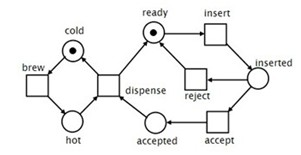 ready
insert
cold
brew
inserted
dispense
reject
hot
accepted
accept